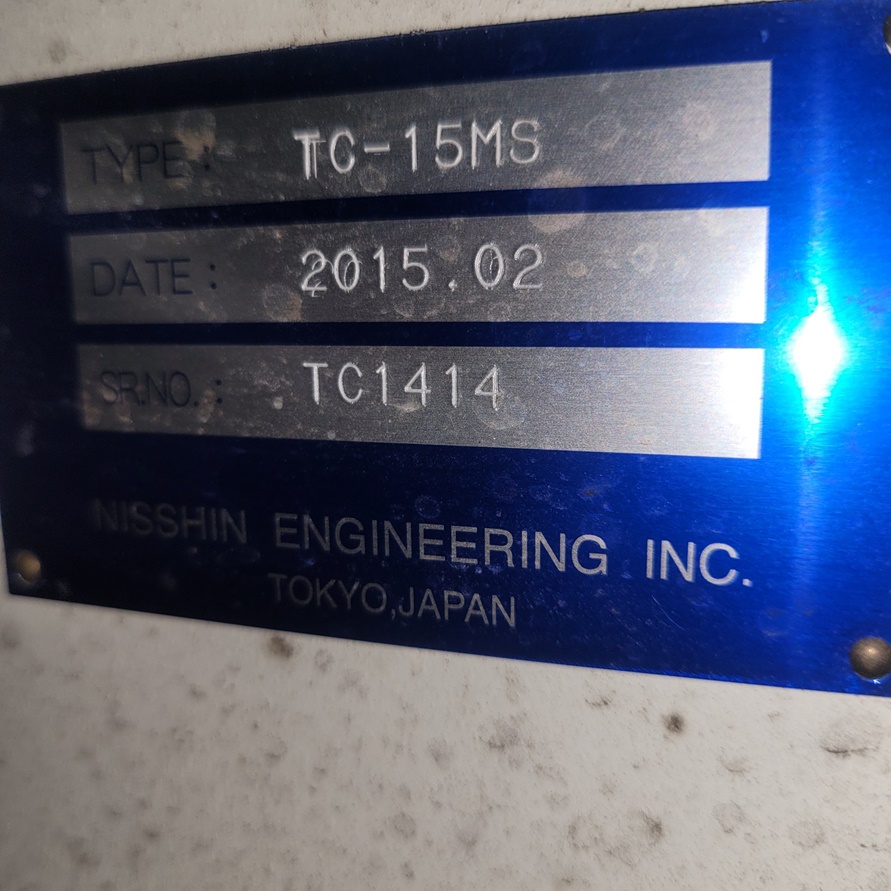 TYPE: TC-15MS
DATE: 2015.02
SR.NO.: TC1414
NISSHIN ENGINEERING INC.
TOKYO,JAPAN